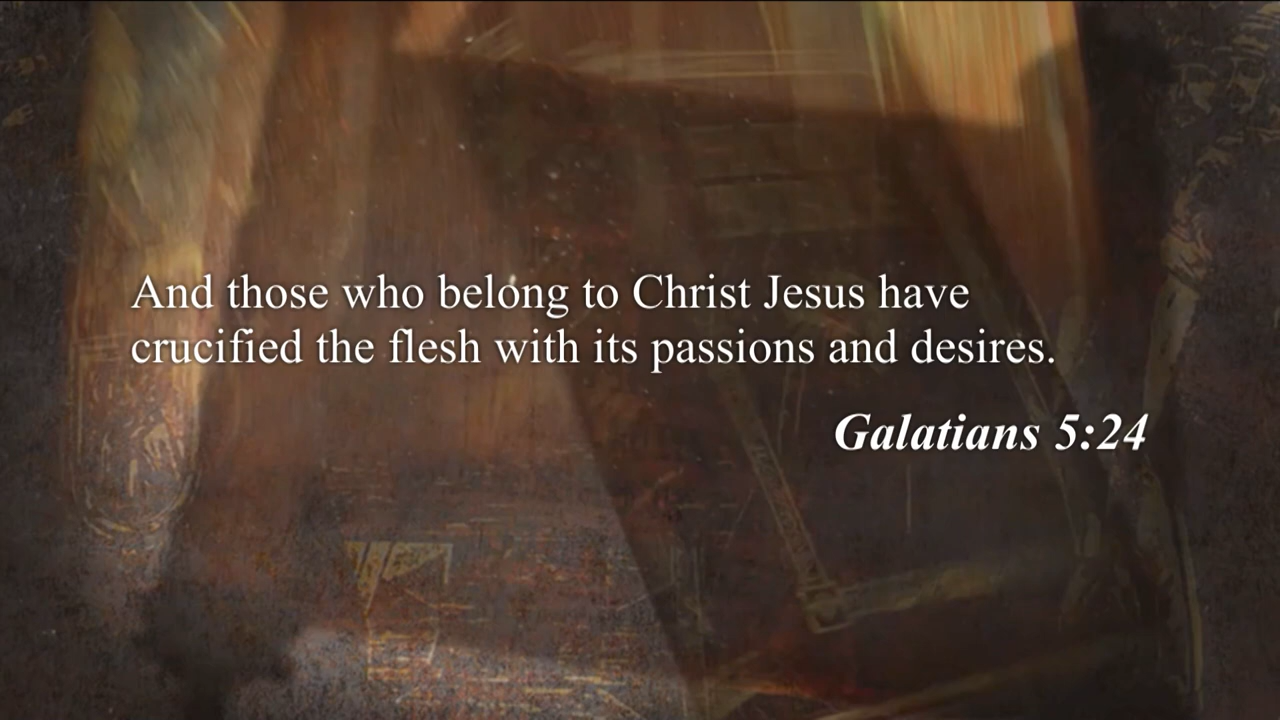 And those who belong to Christ Jesus have
crucified the flesh with its passions and desires.
Galatians 5:24